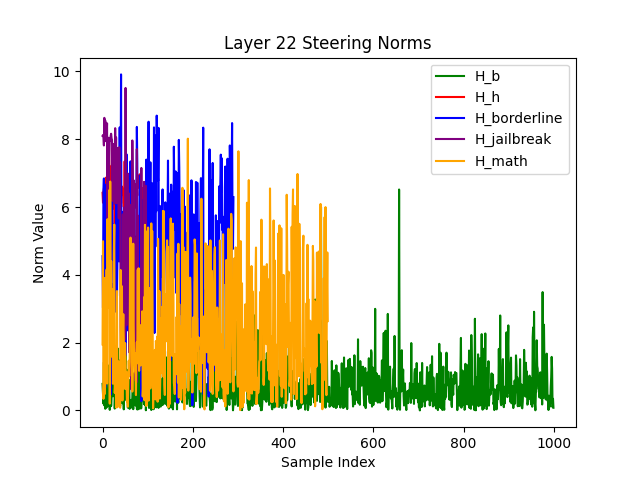 Layer 22 Steering Norms
10
8
6
4
2
0
Norm Value
0
200
400
600
800
1000
Sample Index
H_b
H_h
H_borderline
H_jailbreak
H_math